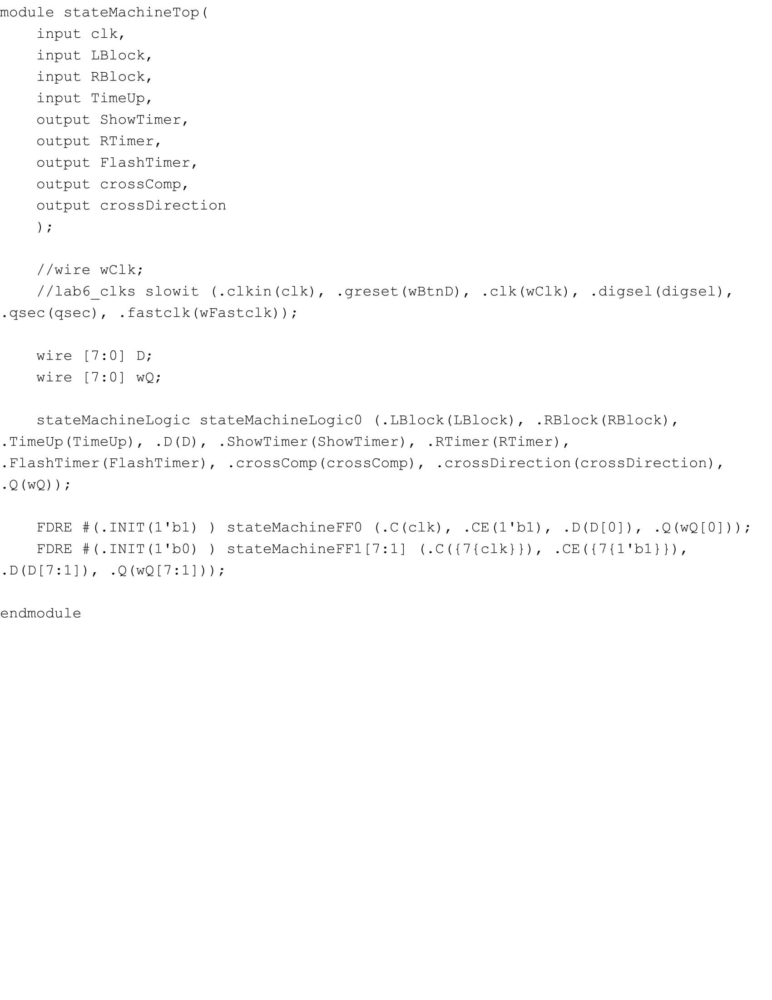 module stateMachineTop(
    input clk,
    input LBlock,
    input RBlock,
    input TimeUp,
    output ShowTimer,
    output RTimer,
    output FlashTimer,
    output crossComp,
    output crossDirection
    );
    //wire wClk;
    //lab6_clks slowit (.clkin(clk), .greset(wBtnD), .clk(wClk), .digsel(digsel),
.qsec(qsec), .fastclk(wFastclk));
    wire [7:0] D;
    wire [7:0] wQ;
    stateMachineLogic stateMachineLogic0 (.LBlock(LBlock), .RBlock(RBlock),
.TimeUp(TimeUp), .D(D), .ShowTimer(ShowTimer), .RTimer(RTimer),
.FlashTimer(FlashTimer), .crossComp(crossComp), .crossDirection(crossDirection),
.Q(wQ));
    FDRE #(.INIT(1'b1) ) stateMachineFF0 (.C(clk), .CE(1'b1), .D(D[0]), .Q(wQ[0]));
    FDRE #(.INIT(1'b0) ) stateMachineFF1[7:1] (.C({7{clk}}), .CE({7{1'b1}}),
.D(D[7:1]), .Q(wQ[7:1]));
endmodule